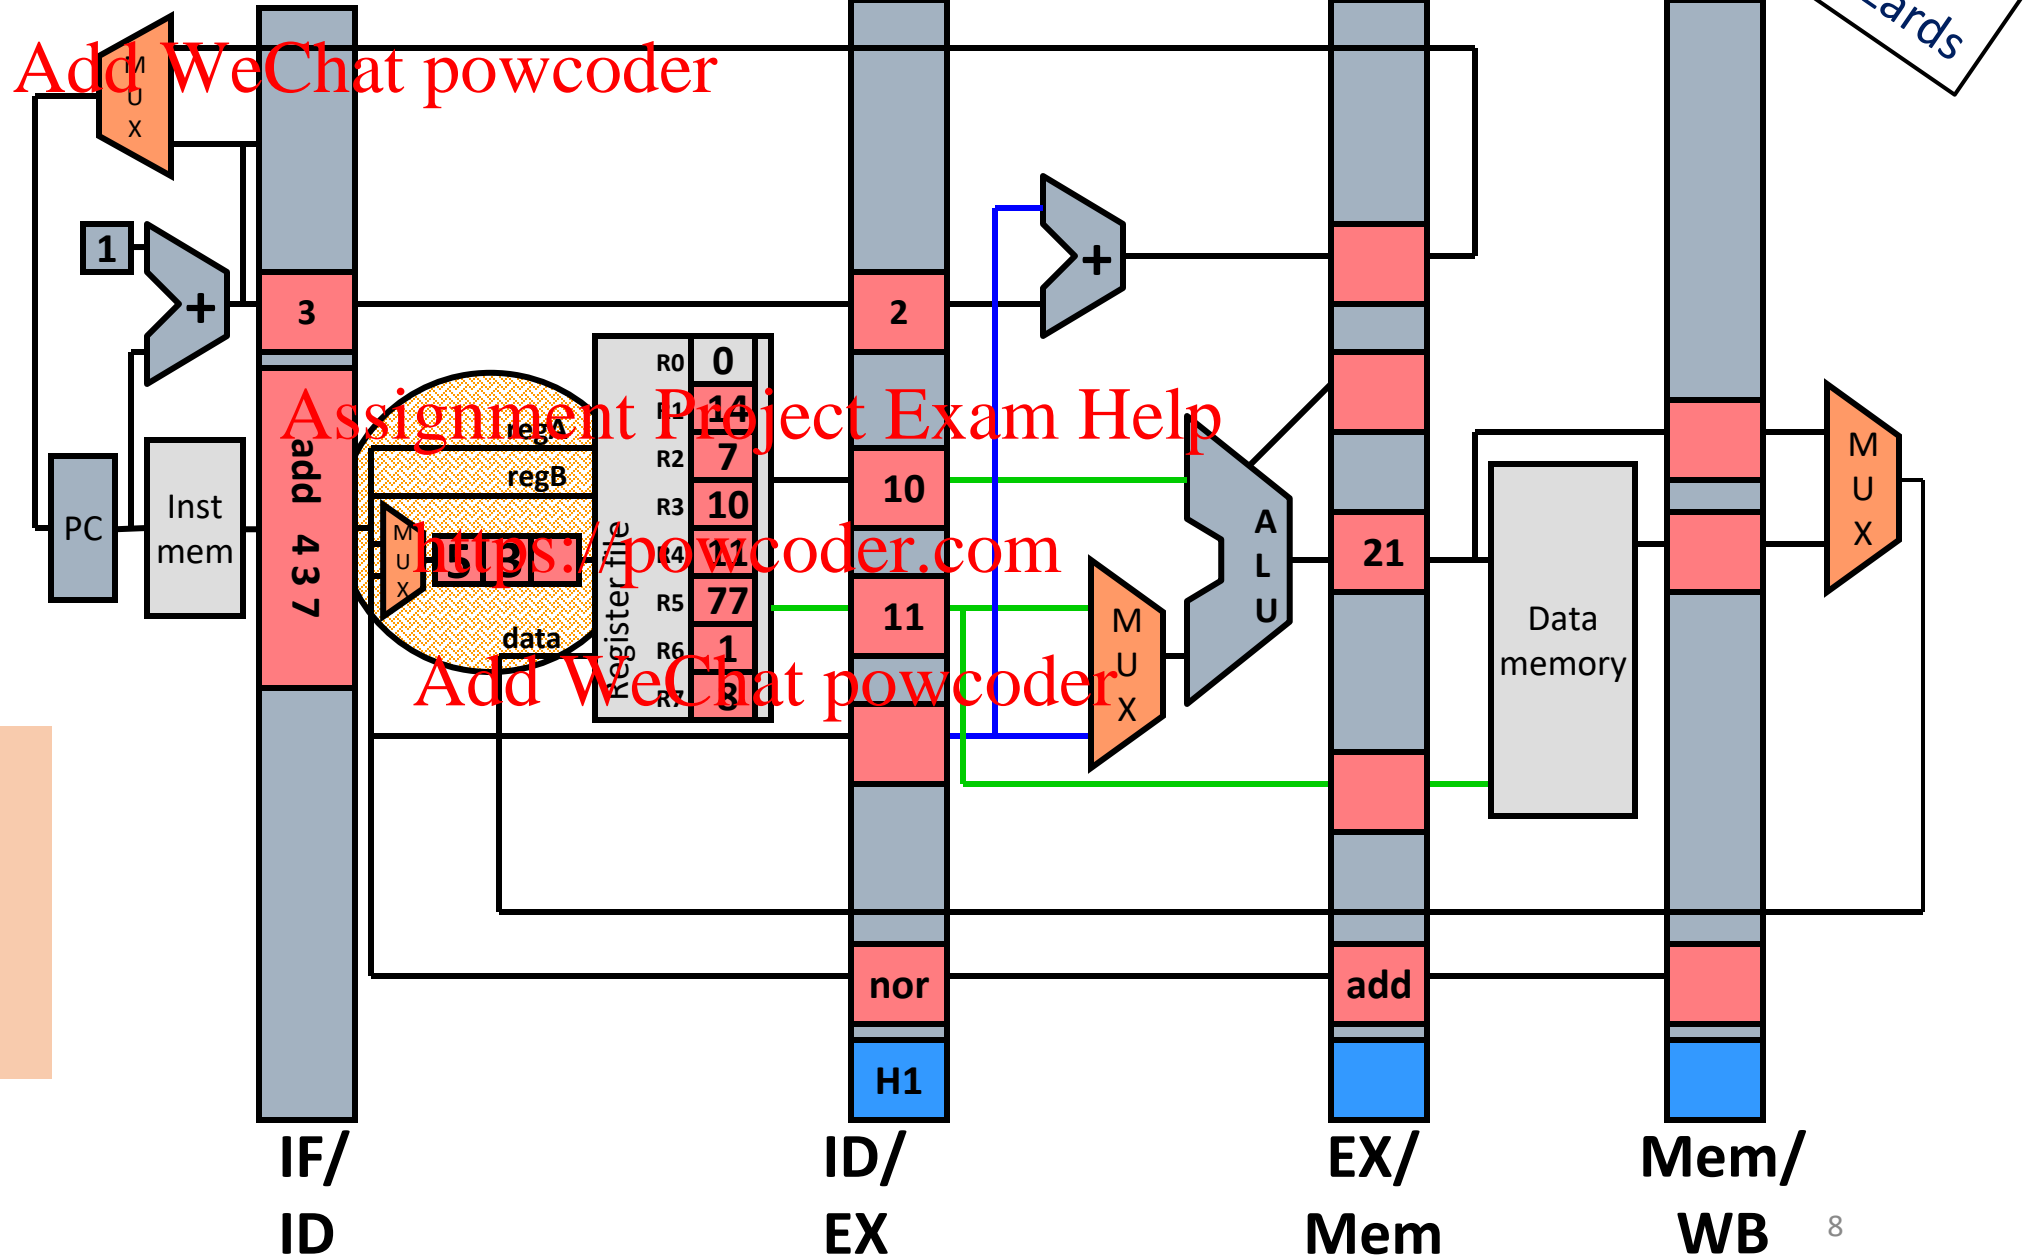 zards
Add WeChat powcoder
M
U
X
1
+
3
2
+
R0 0
Assignment Project Exam Help
R1 14
regA
R2 7
regB
R3 10
10
add 4 3 7
PC
Inst
mem
M
U
X
5 3
https://powcoder.com
R4 11
Register file
R5 77
11
R6 1
data
Add WeChat powcoder
R7 8
M
U
X
A
L
U
21
Data
memory
M
U
X
nor
add
H1
IF/
ID
ID/
EX
EX/
Mem
Mem/
WB
8